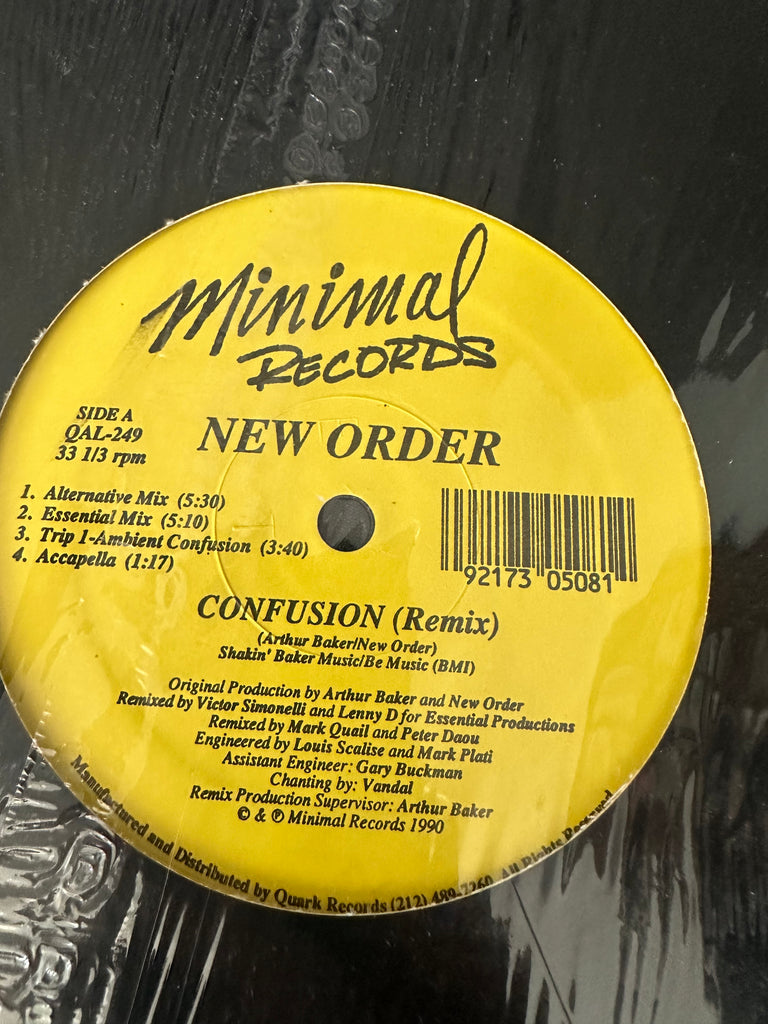 Minimal
RECORDS
SIDE A
QAL-249
33 1/3 rpm
NEW ORDER
1. Alternative Mix (5:30)
2. Essential Mix (5:10)
3. Trip 1-Ambient Confusion (3:40)
4. Accapella (1:17)
92173 05081
CONFUSION (Remix)
(Arthur Baker/New Order)
Shakin' Baker Music/Be Music (BMI)
Original Production by Arthur Baker and New Order
Remixed by Victor Simonelli and Lenny D for Essential Productions
Remixed by Mark Quail and Peter Daou
Engineered by Louis Scalise and Mark Plati
Assistant Engineer: Gary Buckman
Chanting by: Vandal
Remix Production Supervisor: Arthur Baker
© & ℗ Minimal Records 1990
Manufactured and Distributed by Quark Records (212) 489-7260. All Rights Reserved